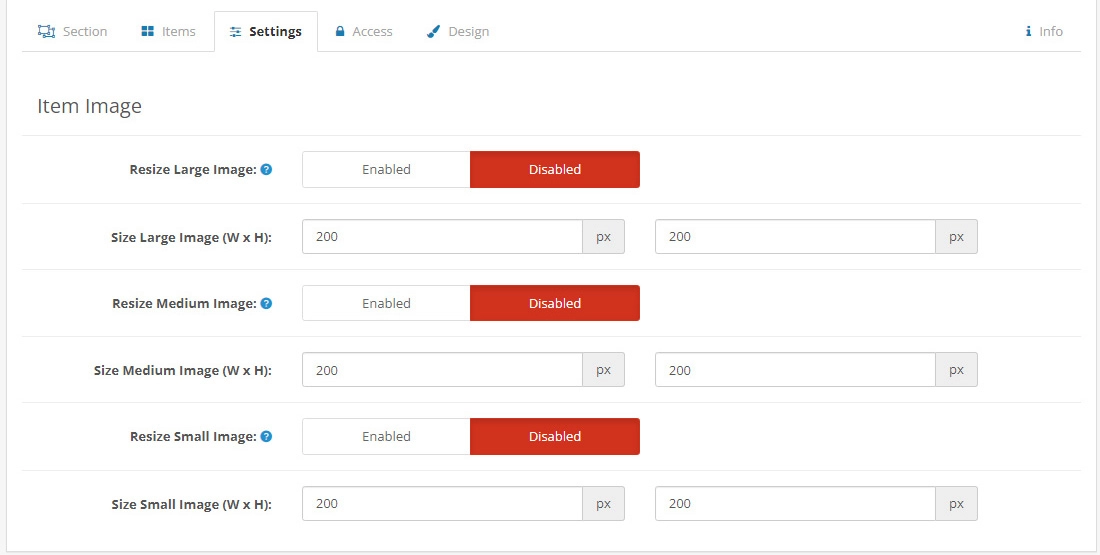 Section Items Settings Access Design Info
Item Image
Resize Large Image: ? Enabled Disabled
Size Large Image (W x H): 200 px 200 px
Resize Medium Image: ? Enabled Disabled
Size Medium Image (W x H): 200 px 200 px
Resize Small Image: ? Enabled Disabled
Size Small Image (W x H): 200 px 200 px